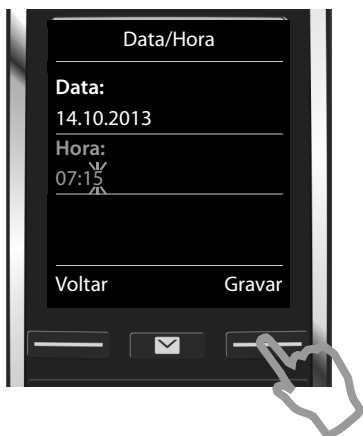 Data/Hora
Data:
14.10.2013
Hora:
07:15
Voltar Gravar